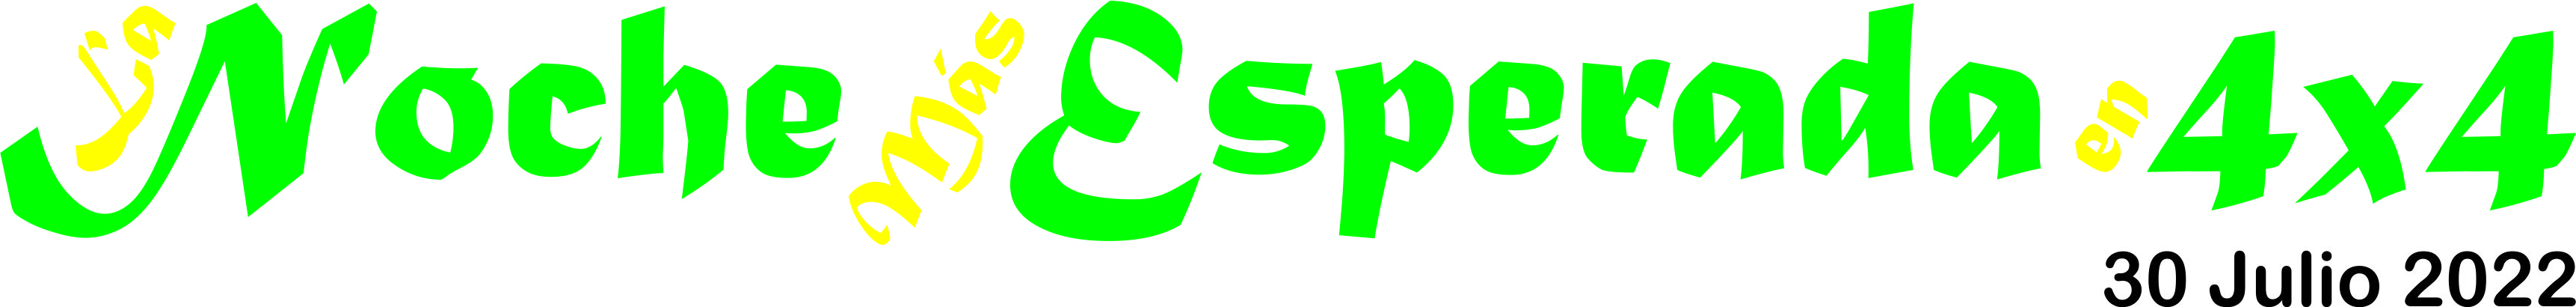 La Noche Más Esperada en 4x4
30 Julio 2022